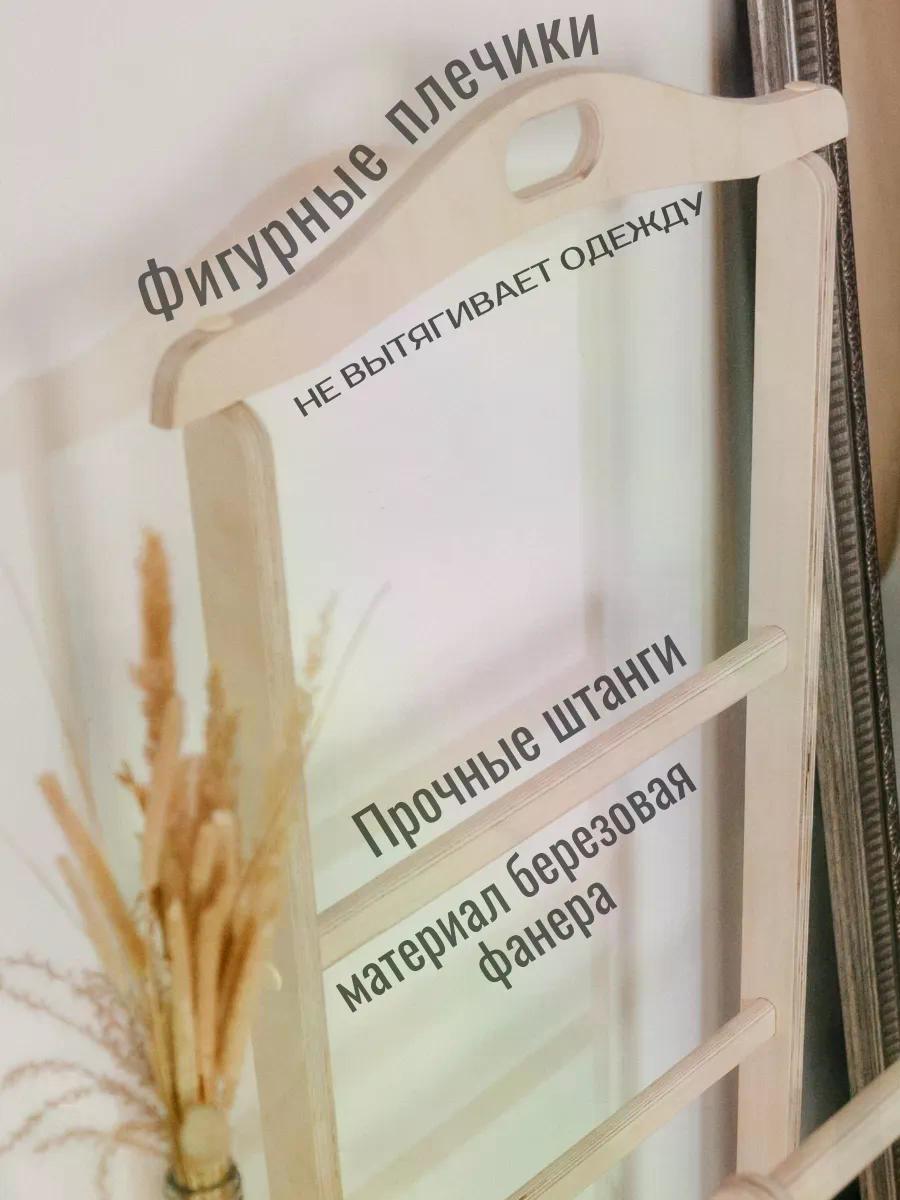 Фигурные плечики
НЕ ВЫТЯГИВАЕТ ОДЕЖДУ
Прочные штанги
материал березовая
фанера